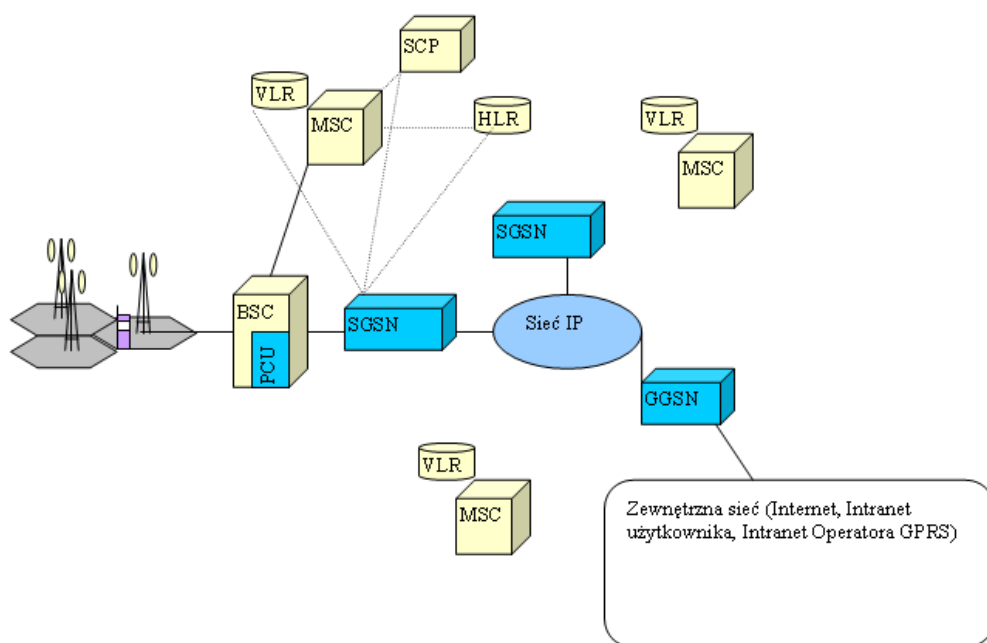 SCP
VLR
MSC
HLR
VLR
MSC
SGSN
BSC
PCU
SGSN
Sieć IP
GGSN
VLR
MSC
Zewnętrzna sieć (Internet, Intranet
użytkownika, Intranet Operatora GPRS)